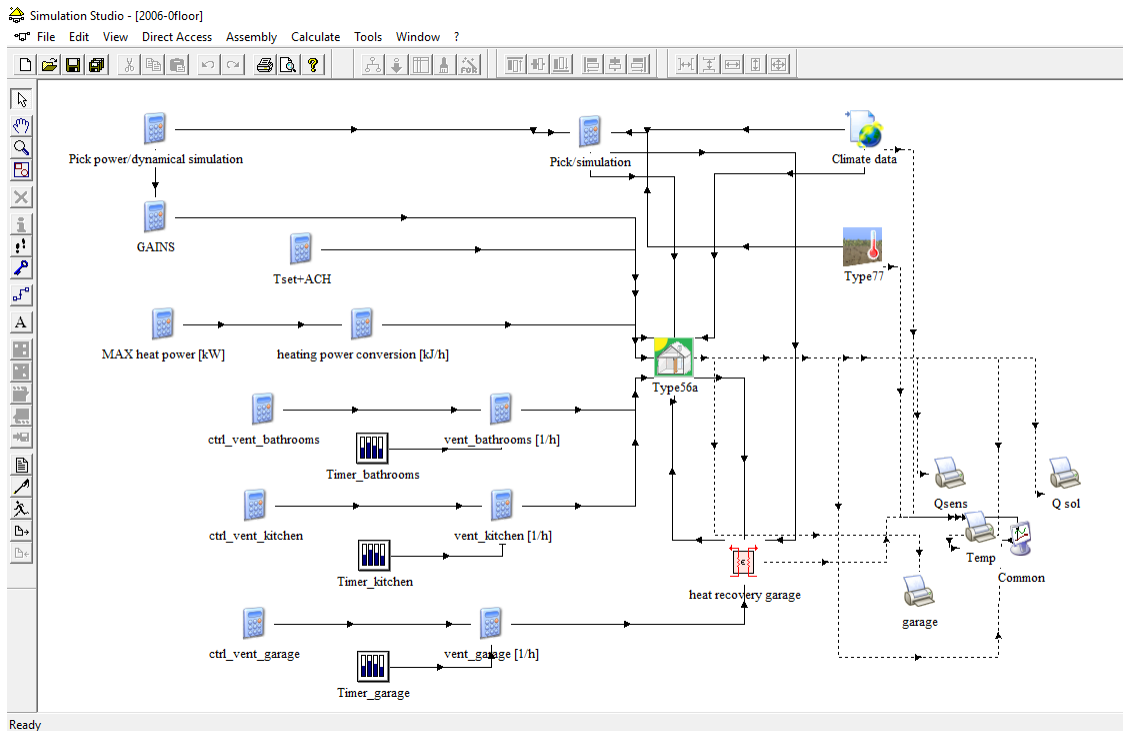 Simulation Studio - [2006-0floor]
File Edit View Direct Access Assembly Calculate Tools Window ?
FOR
Pick power/dynamical simulation
Pick/simulation
Climate data
GAINS
Tset+ACH
Type77
A
MAX heat power [kW]
heating power conversion [kJ/h]
Type56a
ctrl_vent_bathrooms
vent_bathrooms [1/h]
Timer_bathrooms
Qsens
Q sol
ctrl_vent_kitchen
vent_kitchen [1/h]
Temp
Timer_kitchen
Common
heat recovery garage
garage
ctrl_vent_garage
vent_garage [1/h]
Timer_garage
Ready